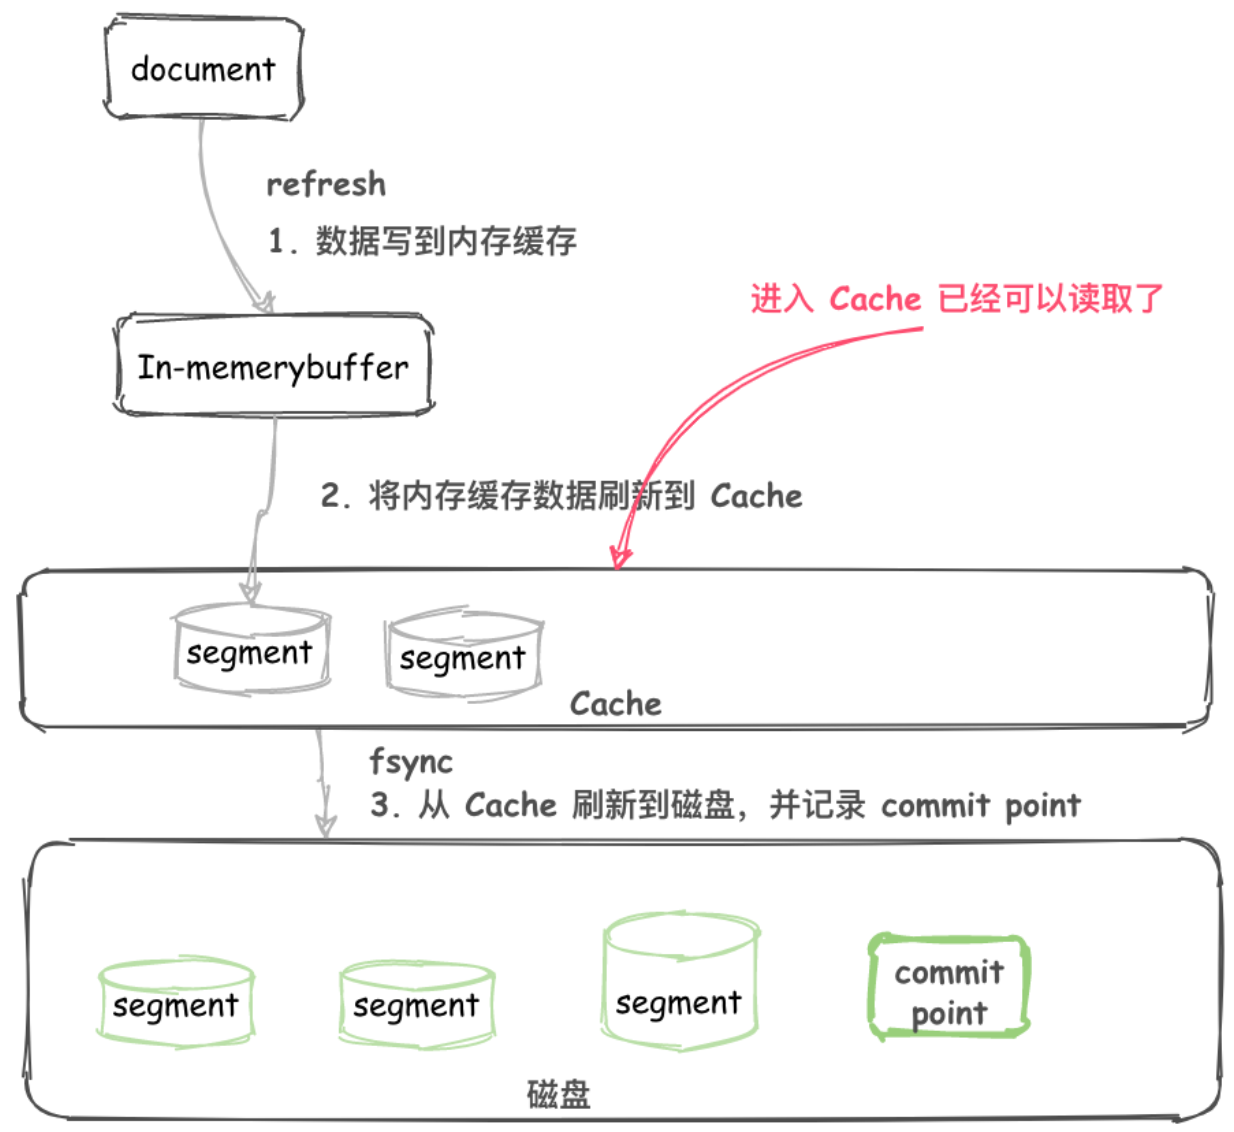 document
refresh
1. 数据写到内存缓存
进入 Cache 已经可以读取了
In-memerybuffer
2. 将内存缓存数据刷新到 Cache
segment
segment
Cache
fsync
3. 从 Cache 刷新到磁盘，并记录 commit point
segment
segment
segment
commit
point
磁盘